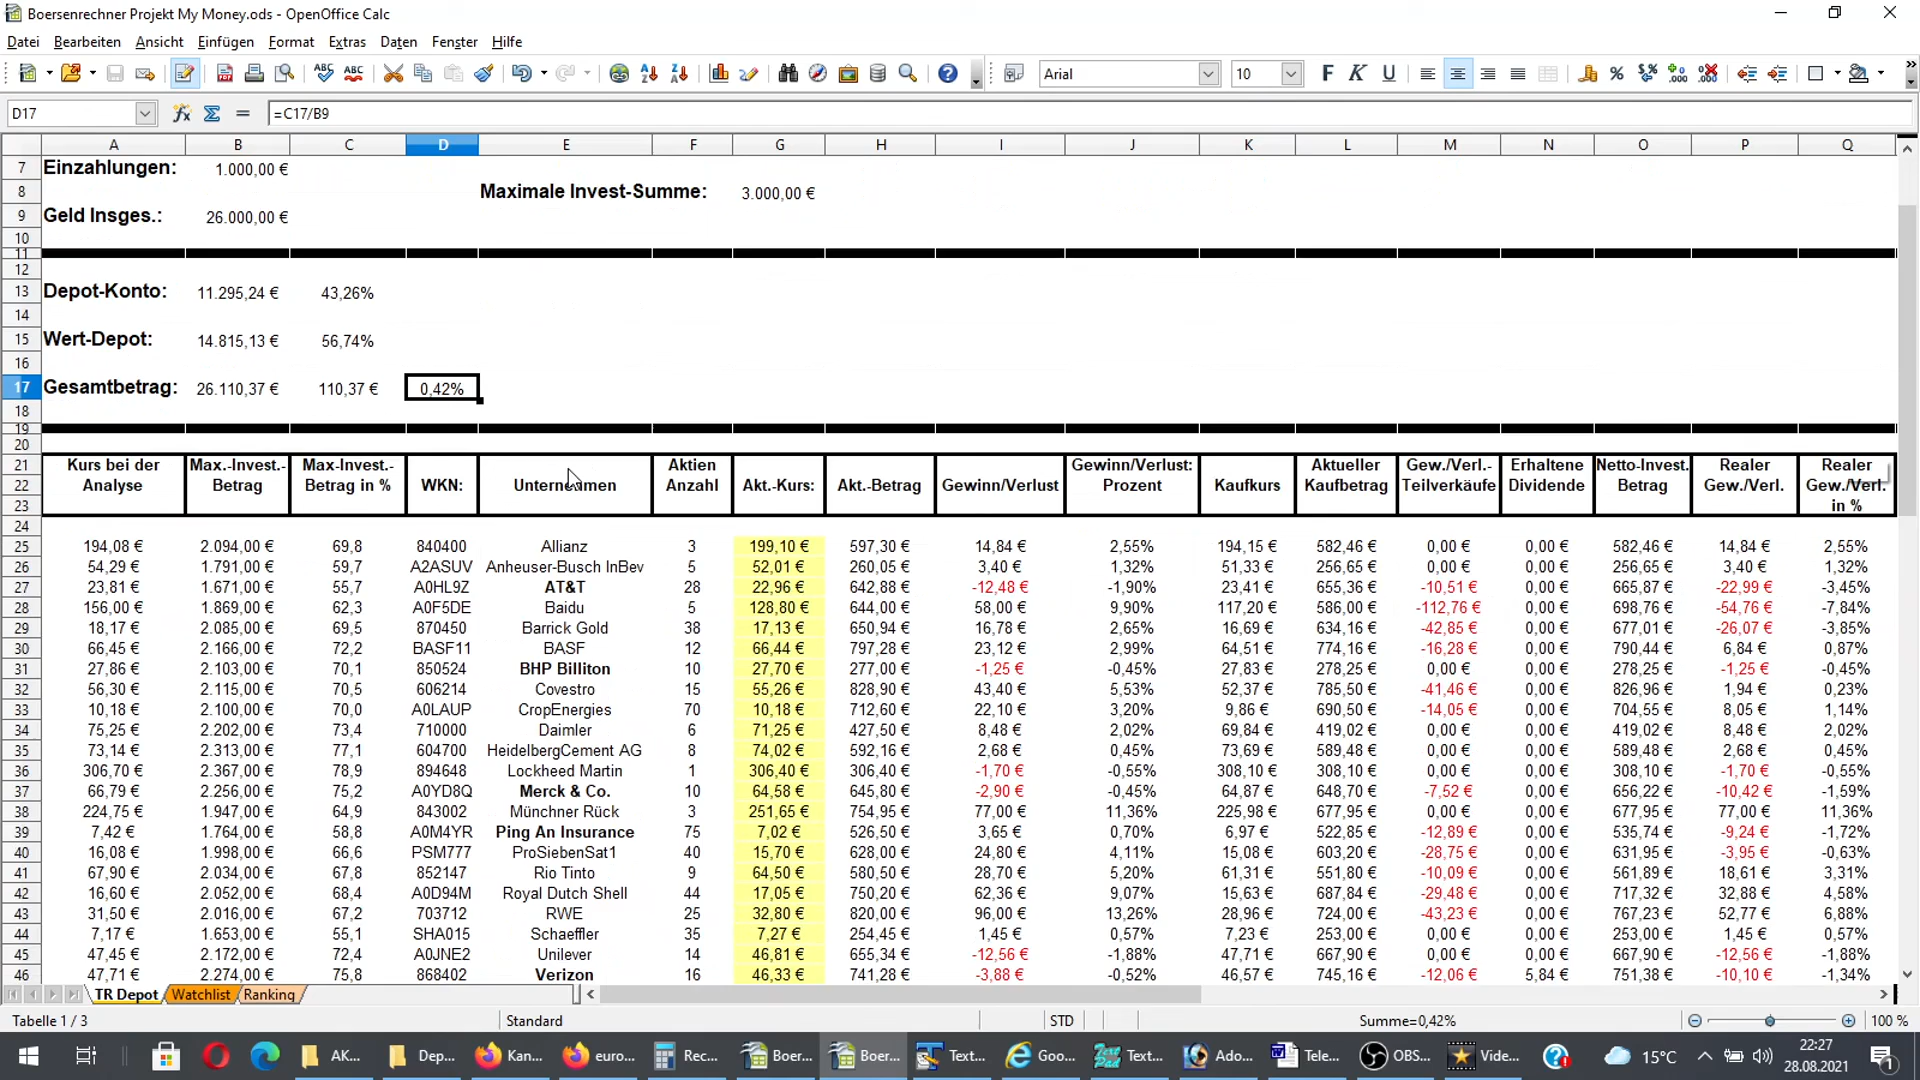 Boersenrechner Projekt My Money.ods - OpenOffice Calc
Datei Bearbeiten Ansicht Einfügen Format Extras Daten Fenster Hilfe
Arial 10 F K U
D17 =C17/B9
A B C D E F G H I J K L M N O P Q
7 Einzahlungen: 1.000,00 €
8 Maximale Invest-Summe: 3.000,00 €
9 Geld Insges.: 26.000,00 €
10
11
12
13 Depot-Konto: 11.295,24 € 43,26%
14
15 Wert-Depot: 14.815,13 € 56,74%
16
17 Gesamtbetrag: 26.110,37 € 110,37 € 0,42%
18
19
20
21 Kurs bei der Max.-Invest.- Max-Invest.- Aktien Gewinn/Verlust: Aktueller Gew./Verl.- Erhaltene Netto-Invest. Realer Realer
22 Analyse Betrag Betrag in % WKN: Unternehmen Anzahl Akt.-Kurs: Akt.-Betrag Gewinn/Verlust Prozent Kaufkurs Kaufbetrag Teilverkäufe Dividende Betrag Gew./Verl. Gew./Verl.
23 in %
24
25 194,08 € 2.094,00 € 69,8 840400 Allianz 3 199,10 € 597,30 € 14,84 € 2,55% 194,15 € 582,46 € 0,00 € 0,00 € 582,46 € 14,84 € 2,55%
26 54,29 € 1.791,00 € 59,7 A2ASUV Anheuser-Busch InBev 5 52,01 € 260,05 € 3,40 € 1,32% 51,33 € 256,65 € 0,00 € 0,00 € 256,65 € 3,40 € 1,32%
27 23,81 € 1.671,00 € 55,7 A0HL9Z AT&T 28 22,96 € 642,88 € -12,48 € -1,90% 23,41 € 655,36 € -10,51 € 0,00 € 665,87 € -22,99 € -3,45%
28 156,00 € 1.869,00 € 62,3 A0F5DE Baidu 5 128,80 € 644,00 € 58,00 € 9,90% 117,20 € 586,00 € -112,76 € 0,00 € 698,76 € -54,76 € -7,84%
29 18,17 € 2.085,00 € 69,5 870450 Barrick Gold 38 17,13 € 650,94 € 16,78 € 2,65% 16,69 € 634,16 € -42,85 € 0,00 € 677,01 € -26,07 € -3,85%
30 66,45 € 2.166,00 € 72,2 BASF11 BASF 12 66,44 € 797,28 € 23,12 € 2,99% 64,51 € 774,16 € -16,28 € 0,00 € 790,44 € 6,84 € 0,87%
31 27,86 € 2.103,00 € 70,1 850524 BHP Billiton 10 27,70 € 277,00 € -1,25 € -0,45% 27,83 € 278,25 € 0,00 € 0,00 € 278,25 € -1,25 € -0,45%
32 56,30 € 2.115,00 € 70,5 606214 Covestro 15 55,26 € 828,90 € 43,40 € 5,53% 52,37 € 785,50 € -41,46 € 0,00 € 826,96 € 1,94 € 0,23%
33 10,18 € 2.100,00 € 70,0 A0LAUP CropEnergies 70 10,18 € 712,60 € 22,10 € 3,20% 9,86 € 690,50 € -14,05 € 0,00 € 704,55 € 8,05 € 1,14%
34 75,25 € 2.202,00 € 73,4 710000 Daimler 6 71,25 € 427,50 € 8,48 € 2,02% 69,84 € 419,02 € 0,00 € 0,00 € 419,02 € 8,48 € 2,02%
35 73,14 € 2.313,00 € 77,1 604700 HeidelbergCement AG 8 74,02 € 592,16 € 2,68 € 0,45% 73,69 € 589,48 € 0,00 € 0,00 € 589,48 € 2,68 € 0,45%
36 306,70 € 2.367,00 € 78,9 894648 Lockheed Martin 1 306,40 € 306,40 € -1,70 € -0,55% 308,10 € 308,10 € 0,00 € 0,00 € 308,10 € -1,70 € -0,55%
37 66,79 € 2.256,00 € 75,2 A0YD8Q Merck & Co. 10 64,58 € 645,80 € -2,90 € -0,45% 64,87 € 648,70 € -7,52 € 0,00 € 656,22 € -10,42 € -1,59%
38 224,75 € 1.947,00 € 64,9 843002 Münchner Rück 3 251,65 € 754,95 € 77,00 € 11,36% 225,98 € 677,95 € 0,00 € 0,00 € 677,95 € 77,00 € 11,36%
39 7,42 € 1.764,00 € 58,8 A0M4YR Ping An Insurance 75 7,02 € 526,50 € 3,65 € 0,70% 6,97 € 522,85 € -12,89 € 0,00 € 535,74 € -9,24 € -1,72%
40 16,08 € 1.998,00 € 66,6 PSM777 ProSiebenSat1 40 15,70 € 628,00 € 24,80 € 4,11% 15,08 € 603,20 € -28,75 € 0,00 € 631,95 € -3,95 € -0,63%
41 67,90 € 2.034,00 € 67,8 852147 Rio Tinto 9 64,50 € 580,50 € 28,70 € 5,20% 61,31 € 551,80 € -10,09 € 0,00 € 561,89 € 18,61 € 3,31%
42 16,60 € 2.052,00 € 68,4 A0D94M Royal Dutch Shell 44 17,05 € 750,20 € 62,36 € 9,07% 15,63 € 687,84 € -29,48 € 0,00 € 717,32 € 32,88 € 4,58%
43 31,50 € 2.016,00 € 67,2 703712 RWE 25 32,80 € 820,00 € 96,00 € 13,26% 28,96 € 724,00 € -43,23 € 0,00 € 767,23 € 52,77 € 6,88%
44 7,17 € 1.653,00 € 55,1 SHA015 Schaeffler 35 7,27 € 254,45 € 1,45 € 0,57% 7,23 € 253,00 € 0,00 € 0,00 € 253,00 € 1,45 € 0,57%
45 47,45 € 2.172,00 € 72,4 A0JNE2 Unilever 14 46,81 € 655,34 € -12,56 € -1,88% 47,71 € 667,90 € 0,00 € 0,00 € 667,90 € -12,56 € -1,88%
46 47,71 € 2.274,00 € 75,8 868402 Verizon 16 46,33 € 741,28 € -3,88 € -0,52% 46,57 € 745,16 € -12,06 € 5,84 € 751,38 € -10,10 € -1,34%
TR Depot Watchlist Ranking
Tabelle 1 / 3 Standard STD Summe=0,42% 100 %
AK... Dep... Kan... euro... Rec... Boer... Boer... Text... Goo... Text... Ado... Tele... OBS... Vide... 15°C 22:27
28.08.2021